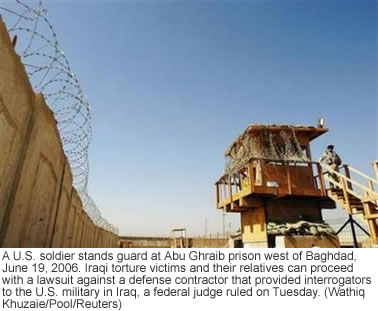 A U.S. soldier stands guard at Abu Ghraib prison west of Baghdad,
June 19, 2006. Iraqi torture victims and their relatives can proceed
with a lawsuit against a defense contractor that provided interrogators
to the U.S. military in Iraq, a federal judge ruled on Tuesday. (Wathiq
Khuzaie/Pool/Reuters)